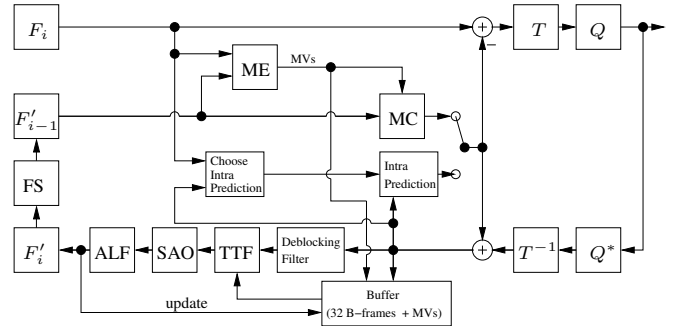 F_i
T
Q
ME
MVs
−
F'_{i−1}
MC
Choose
Intra
Prediction
Intra
Prediction
FS
F'_i
ALF
SAO
TTF
Deblocking
Filter
T^{−1}
Q*
update
Buffer
(32 B−frames + MVs)